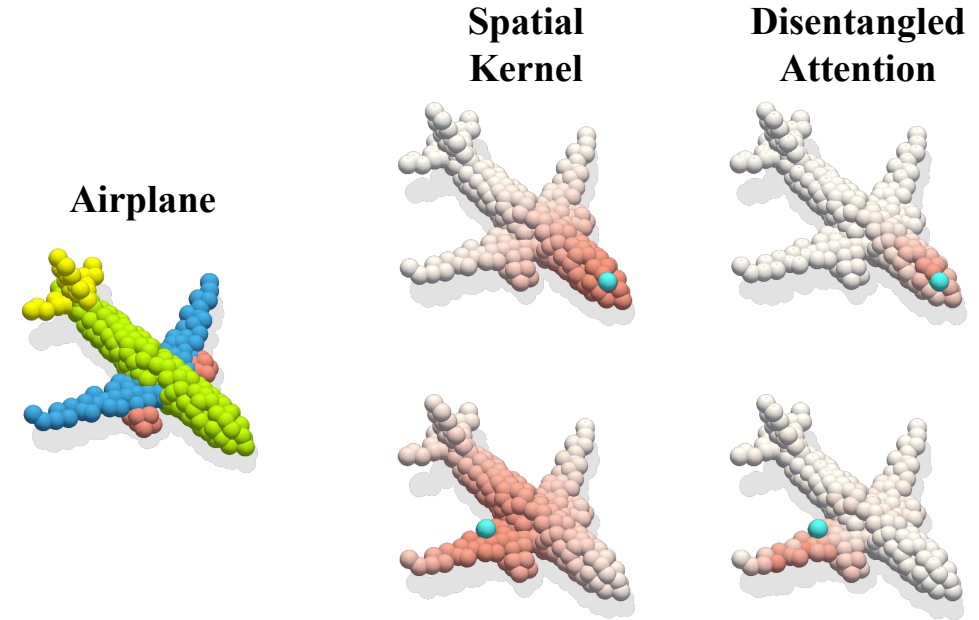 Spatial
Kernel
Disentangled
Attention
Airplane